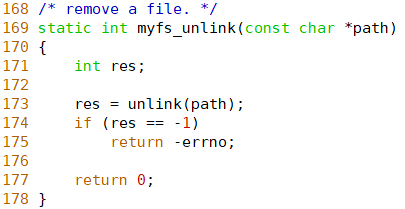 168 /* remove a file. */
169 static int myfs_unlink(const char *path)
170 {
171     int res;
172
173     res = unlink(path);
174     if (res == -1)
175         return -errno;
176
177     return 0;
178 }